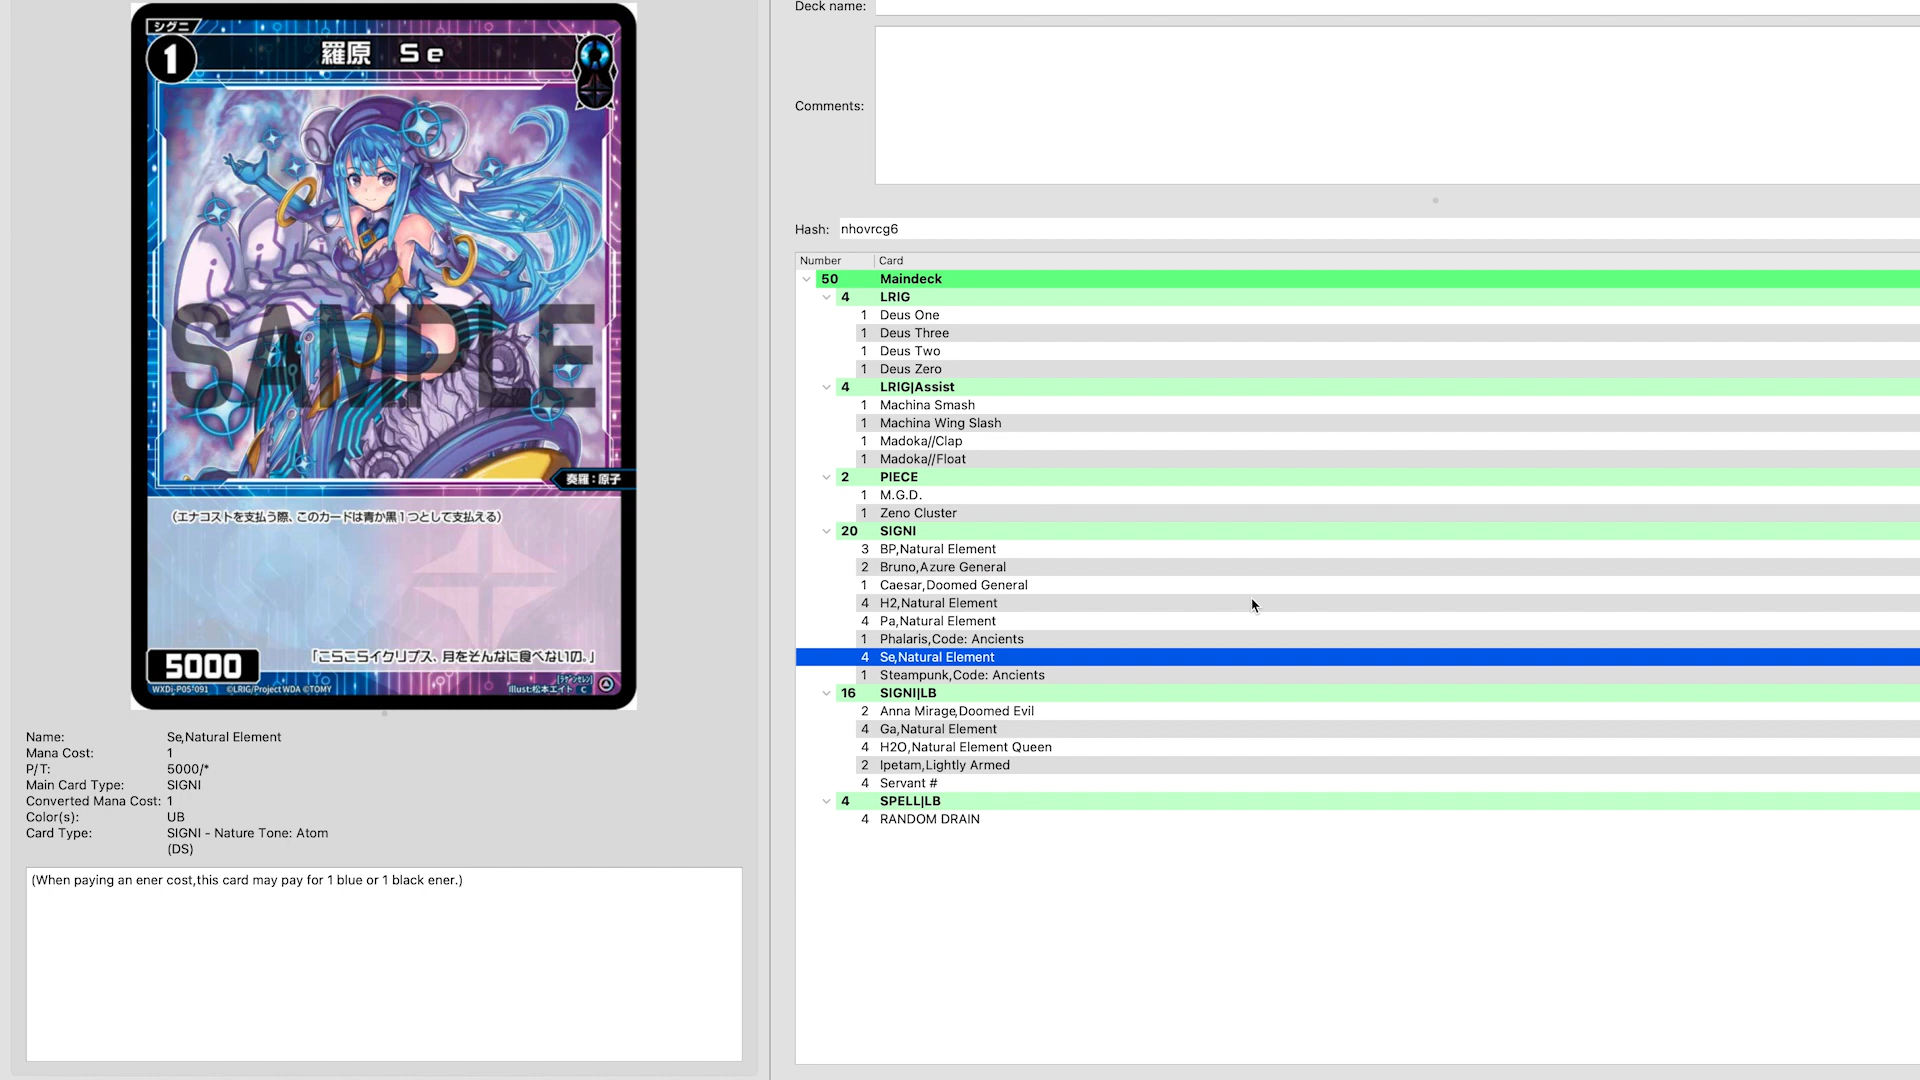 シグニ
1
羅原 Se
SAMPLE
奏羅：原子
（エナコストを支払う際、このカードは青か黒１つとして支払える）
「こらこらイクリプス、月をそんなに食べないの。」
5000
WXDi-P05-091 ©LRIG/Project WDA ©TOMY
Illust:松本エイト C
Name: Se,Natural Element
Mana Cost: 1
P/T: 5000/*
Main Card Type: SIGNI
Converted Mana Cost: 1
Color(s): UB
Card Type: SIGNI - Nature Tone: Atom
(DS)
(When paying an ener cost,this card may pay for 1 blue or 1 black ener.)
Deck name:
Comments:
Hash: nhovrcg6
Number Card
50 Maindeck
4 LRIG
1 Deus One
1 Deus Three
1 Deus Two
1 Deus Zero
4 LRIG|Assist
1 Machina Smash
1 Machina Wing Slash
1 Madoka//Clap
1 Madoka//Float
2 PIECE
1 M.G.D.
1 Zeno Cluster
20 SIGNI
3 BP,Natural Element
2 Bruno,Azure General
1 Caesar,Doomed General
4 H2,Natural Element
4 Pa,Natural Element
1 Phalaris,Code: Ancients
4 Se,Natural Element
1 Steampunk,Code: Ancients
16 SIGNI|LB
2 Anna Mirage,Doomed Evil
4 Ga,Natural Element
4 H2O,Natural Element Queen
2 Ipetam,Lightly Armed
4 Servant #
4 SPELL|LB
4 RANDOM DRAIN